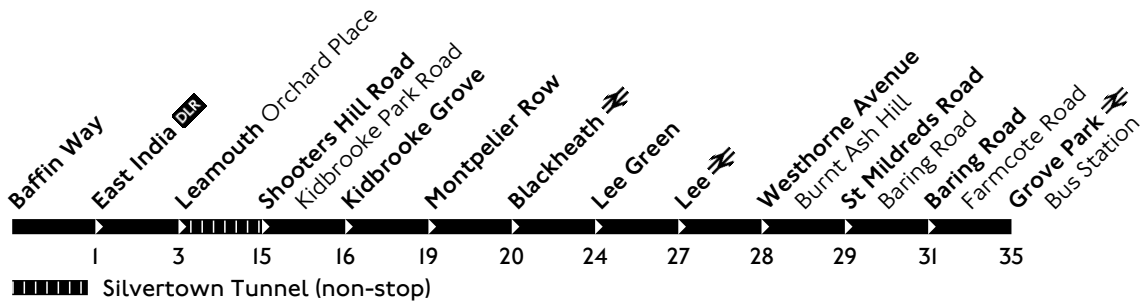 Baffin Way
East India DLR
Leamouth Orchard Place
Shooters Hill Road
Kidbrooke Park Road
Kidbrooke Grove
Montpelier Row
Blackheath
Lee Green
Lee
Westhorne Avenue
Burnt Ash Hill
St Mildreds Road
Baring Road
Baring Road
Farmcote Road
Grove Park
Bus Station
1 3 15 16 19 20 24 27 28 29 31 35
Silvertown Tunnel (non-stop)